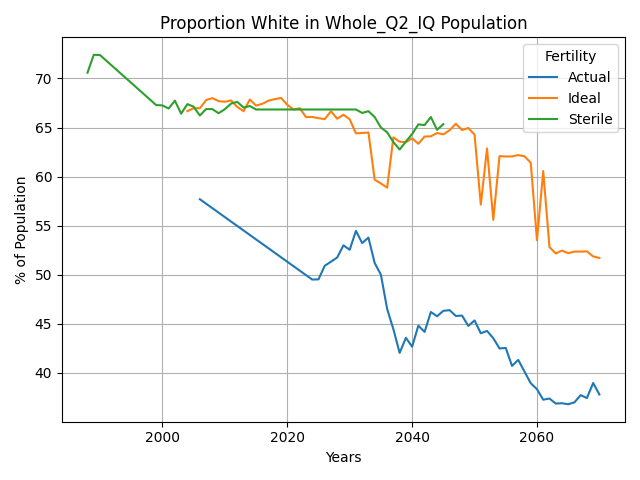 Proportion White in Whole_Q2_IQ Population
Fertility
Actual
Ideal
Sterile
% of Population
70
65
60
55
50
45
40
2000
2020
2040
2060
Years